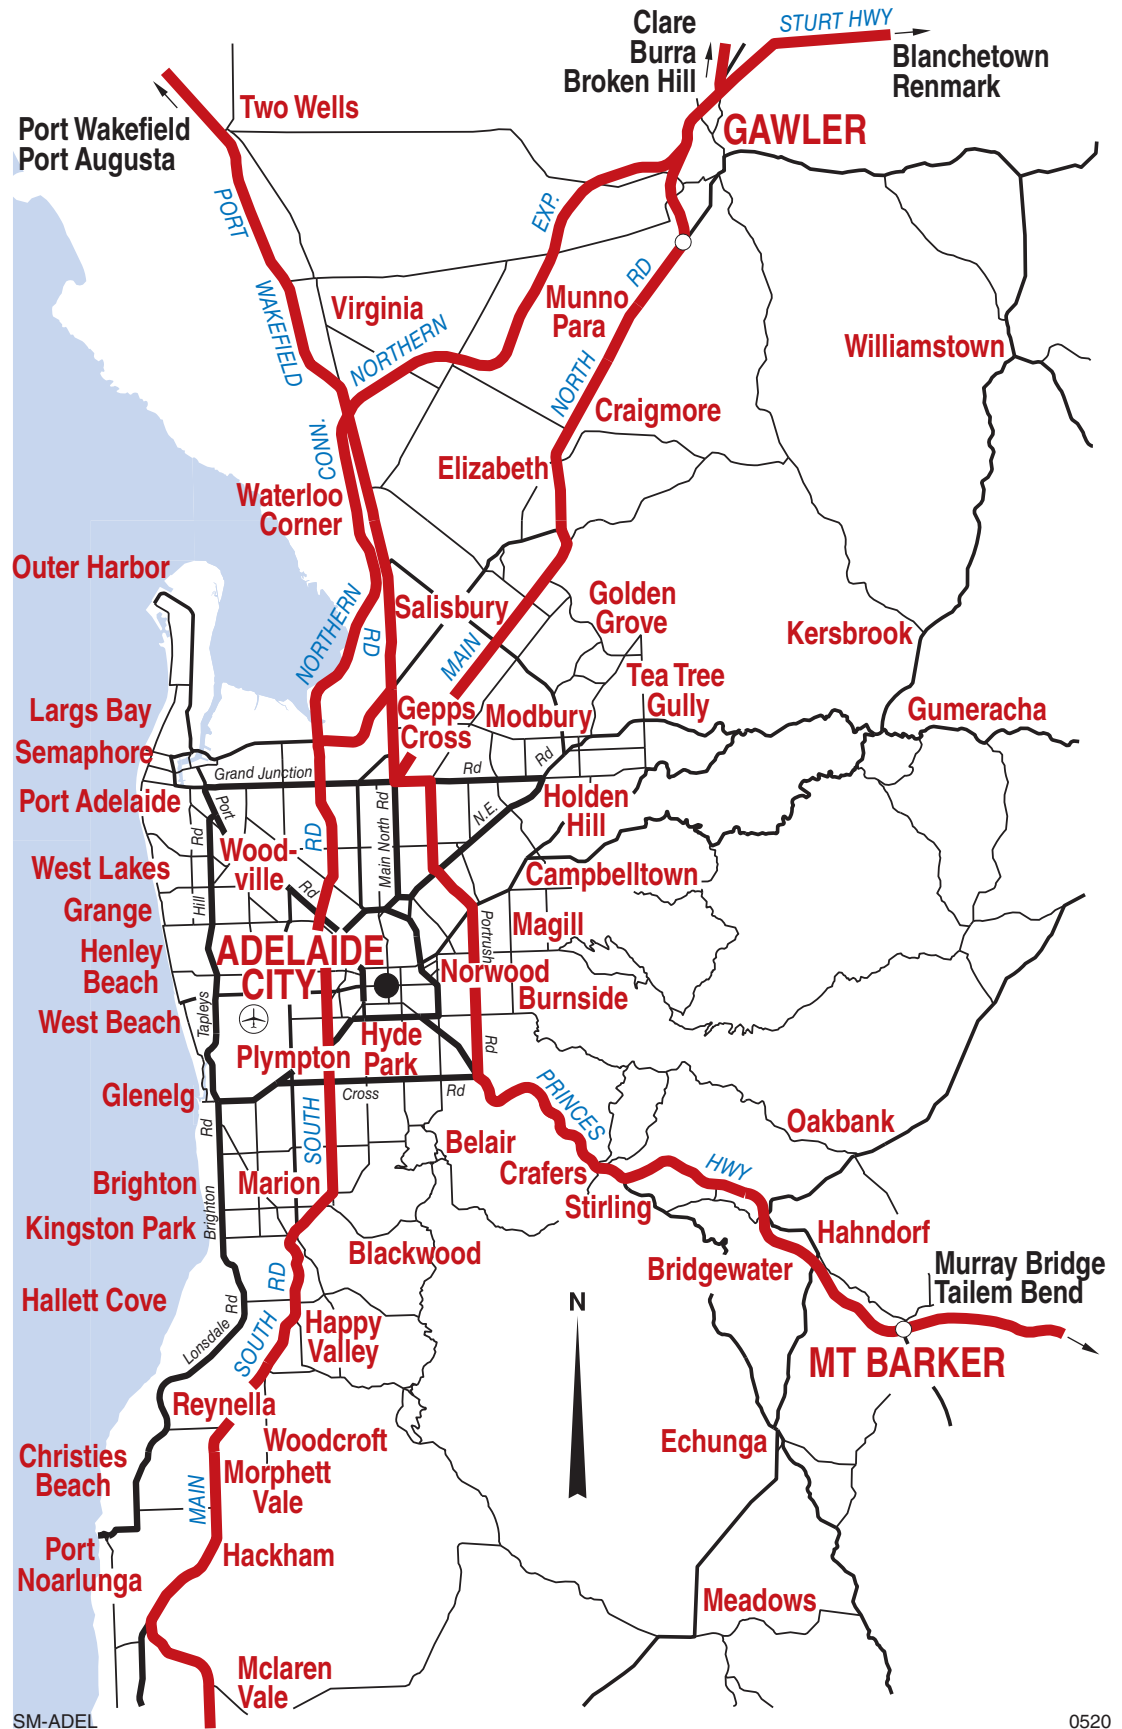 Clare
Burra
Broken Hill
STURT HWY
Blanchetown
Renmark
Two Wells
Port Wakefield
Port Augusta
GAWLER
PORT
EXP.
WAKEFIELD
Virginia
NORTHERN
Munno
Para
RD
NORTH
Williamstown
Craigmore
CONN.
Elizabeth
Waterloo
Corner
Outer Harbor
NORTHERN
RD
Salisbury
MAIN
Golden
Grove
Kersbrook
Tea Tree
Gully
Largs Bay
Gepps
Cross
Modbury
Gumeracha
Semaphore
Grand Junction
Rd
Rd
Port Adelaide
Port
Rd
RD
Main North Rd
N.E.
Holden
Hill
Wood-
ville
Rd
West Lakes
Campbelltown
Grange
Hill
Portrush
Magill
Henley
Beach
ADELAIDE
CITY
Norwood
Burnside
West Beach
Tapleys
Hyde
Park
Plympton
Rd
PRINCES
Glenelg
Cross
Rd
Rd
SOUTH
Belair
Oakbank
Crafers
HWY
Brighton
Marion
Stirling
Kingston Park
Brighton
Blackwood
Hahndorf
Bridgewater
Murray Bridge
Tailem Bend
RD
Hallett Cove
Rd
Lonsdale
SOUTH
Happy
Valley
N
MT BARKER
Reynella
Woodcroft
Echunga
Christies
Beach
Morphett
Vale
MAIN
Port
Noarlunga
Hackham
Meadows
Mclaren
Vale
SM-ADEL
0520